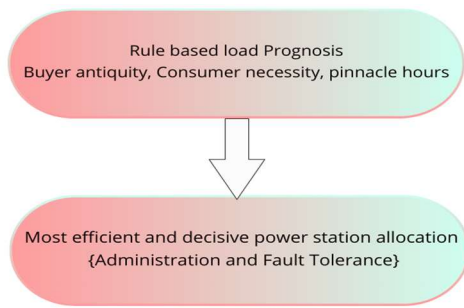 Rule based load Prognosis
Buyer antiquity, Consumer necessity, pinnacle hours
Most efficient and decisive power station allocation
{Administration and Fault Tolerance}